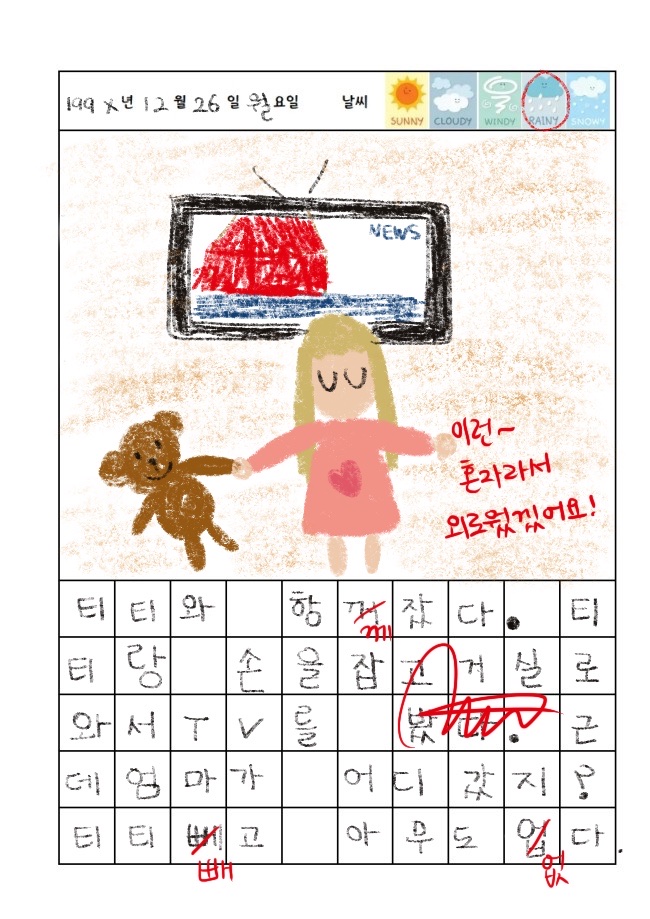 199x년 12월 26일 월요일 날씨 SUNNY CLOUDY WINDY RAINY SNOWY
NEWS
이런~
혼자라서
외로웠겠어요!
티티와 항꺼 잤다. 티
께
티랑 손을 잡고 거실로
와서 TV를 봤다. 근
데 엄마가 어디 갔지?
티티 뻬고 아무도 업다.
빼 없